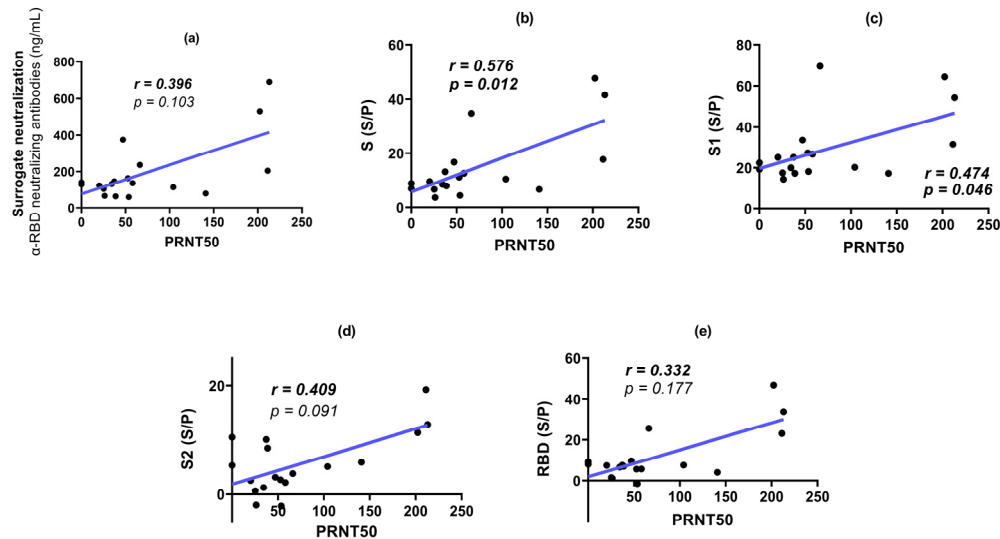 (a)
Surrogate neutralization
α-RBD neutralizing antibodies (ng/mL)
800
600
400
200
0
r = 0.396
p = 0.103
0 50 100 150 200 250
PRNT50
(b)
S (S/P)
60
40
20
0
r = 0.576
p = 0.012
0 50 100 150 200 250
PRNT50
(c)
S1 (S/P)
80
60
40
20
0
r = 0.474
p = 0.046
0 50 100 150 200 250
PRNT50
(d)
S2 (S/P)
20
0
r = 0.409
p = 0.091
50 100 150 200 250
PRNT50
(e)
RBD (S/P)
60
40
20
0
r = 0.332
p = 0.177
50 100 150 200 250
PRNT50